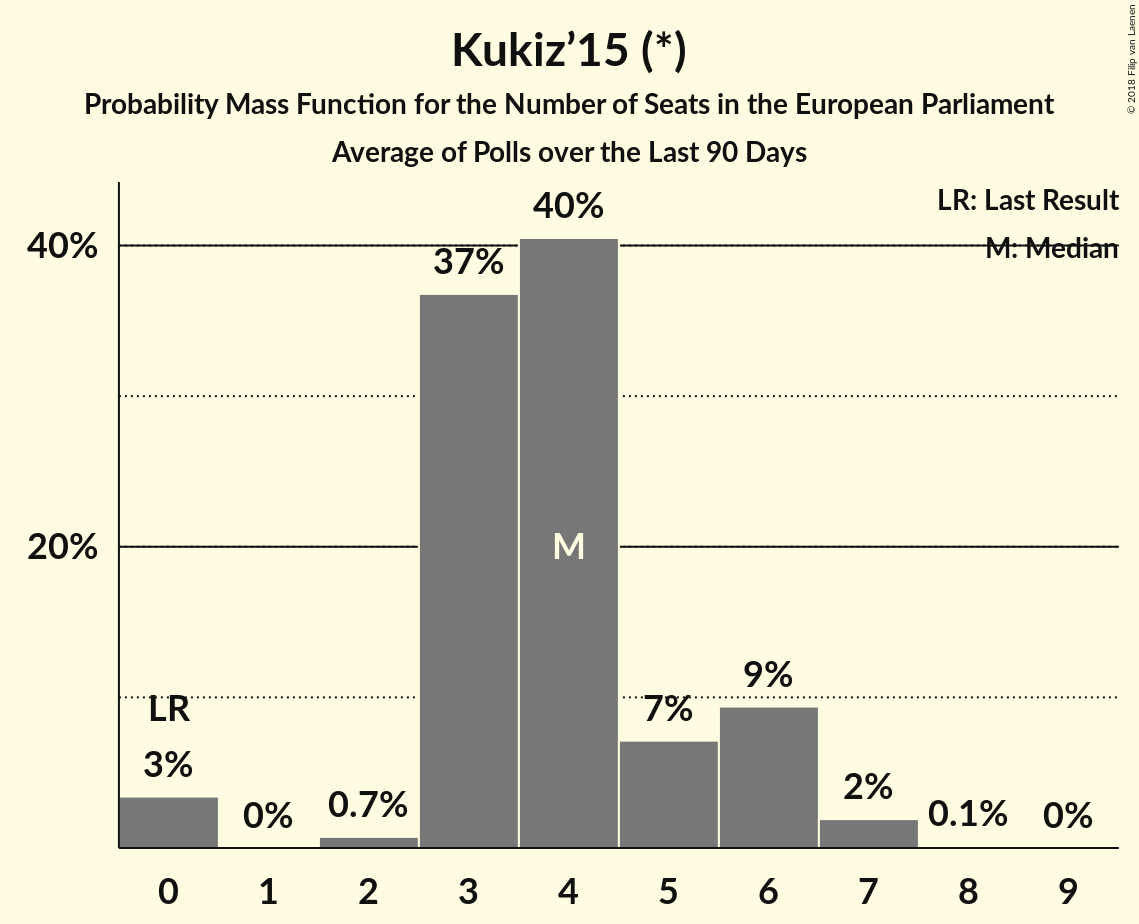 Kukiz’15 (*)
Probability Mass Function for the Number of Seats in the European Parliament
Average of Polls over the Last 90 Days
© 2018 Filip van Laenen
LR: Last Result
M: Median
40%
20%
LR
3%
0%
0.7%
37%
40%
M
7%
9%
2%
0.1%
0%
0 1 2 3 4 5 6 7 8 9